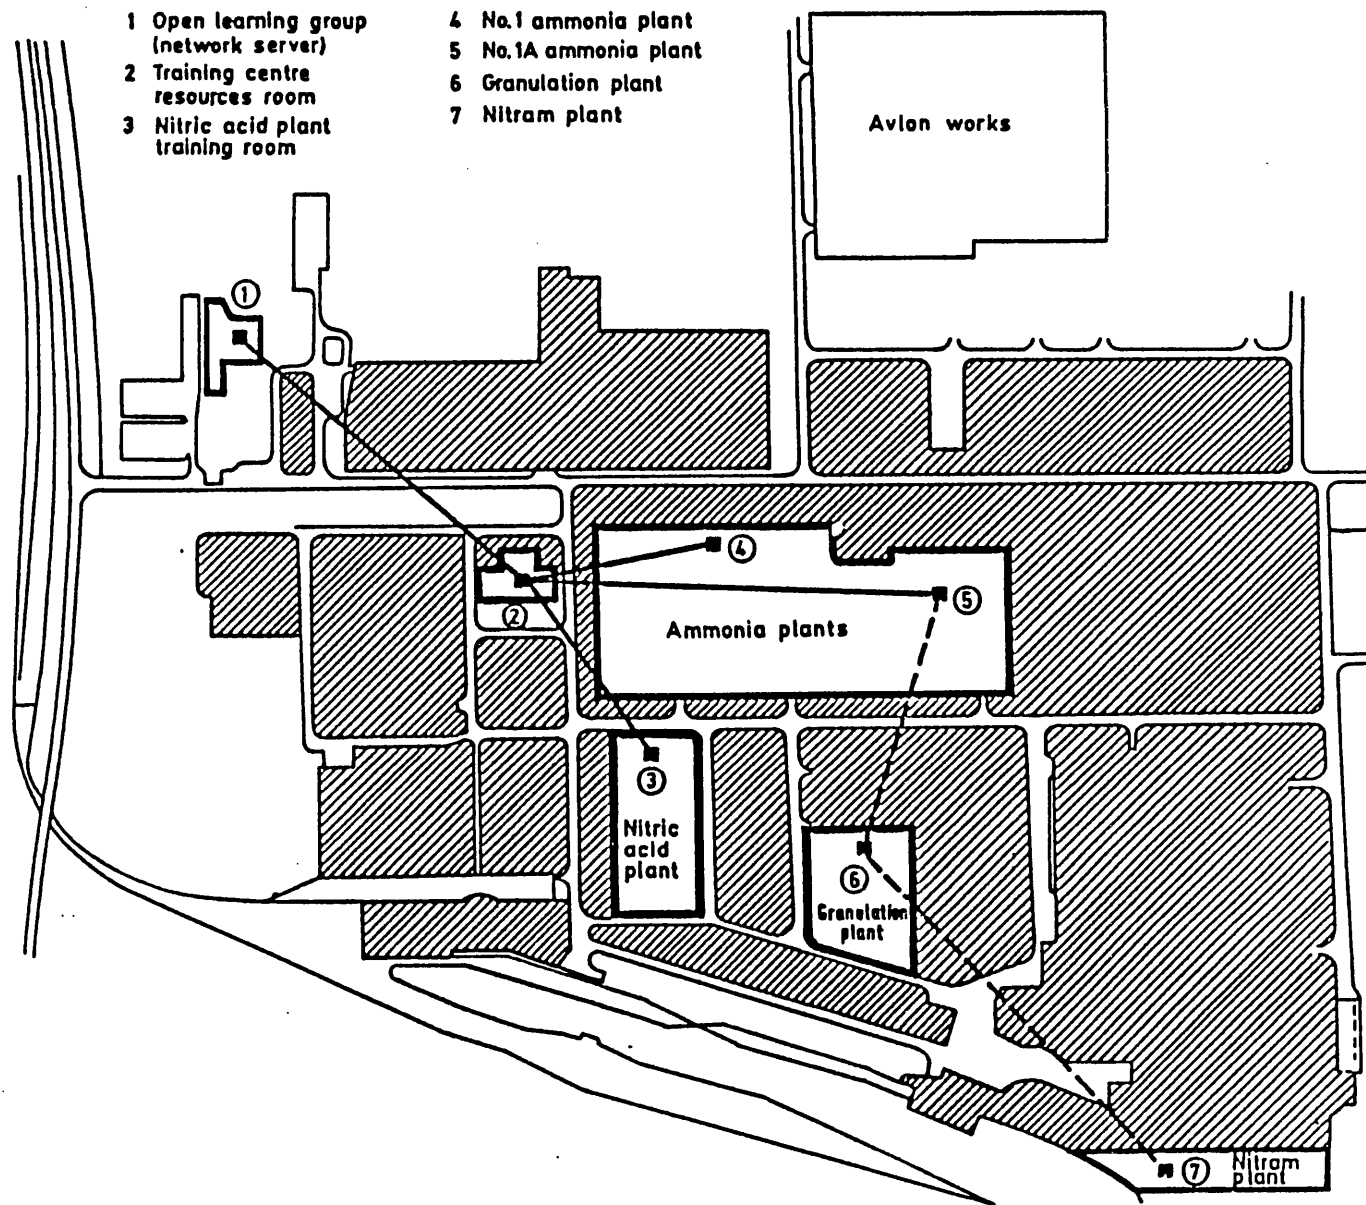 1 Open learning group
(network server)
2 Training centre
resources room
3 Nitric acid plant
training room
4 No.1 ammonia plant
5 No.1A ammonia plant
6 Granulation plant
7 Nitram plant
Avlon works
1
4
5
2
Ammonia plants
3
Nitric
acid
plant
6
Granulation
plant
7
Nitram
plant